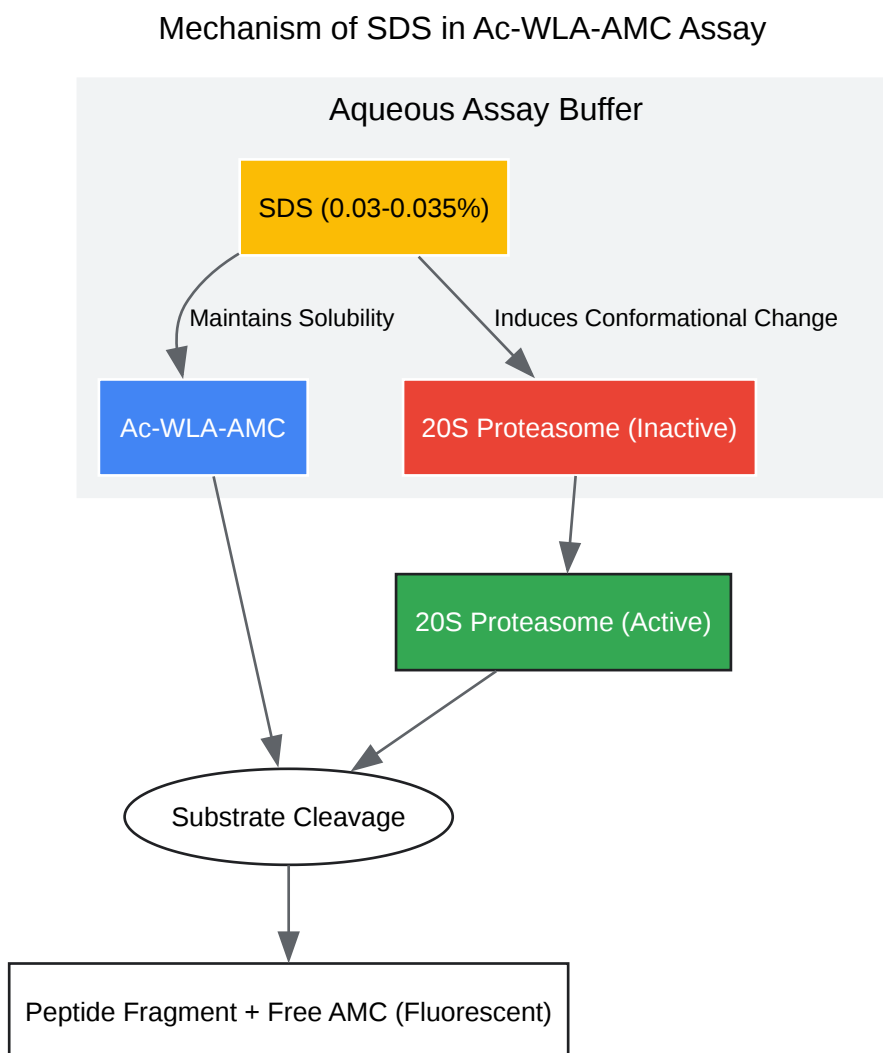 Mechanism of SDS in Ac-WLA-AMC Assay
Aqueous Assay Buffer
SDS (0.03-0.035%)
Maintains Solubility
Induces Conformational Change
Ac-WLA-AMC
20S Proteasome (Inactive)
20S Proteasome (Active)
Substrate Cleavage
Peptide Fragment + Free AMC (Fluorescent)